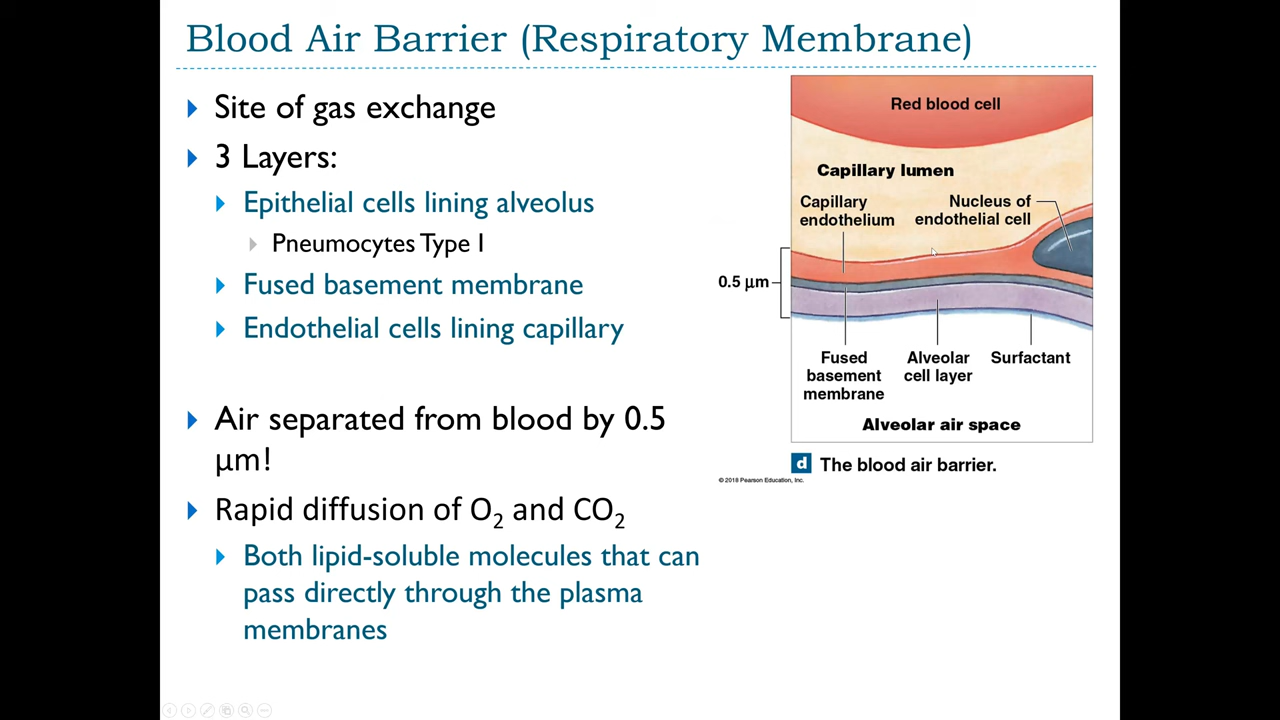 Blood Air Barrier (Respiratory Membrane)
Site of gas exchange
3 Layers:
Epithelial cells lining alveolus
Pneumocytes Type I
Fused basement membrane
Endothelial cells lining capillary
Air separated from blood by 0.5
µm!
Rapid diffusion of O₂ and CO₂
Both lipid-soluble molecules that can
pass directly through the plasma
membranes
Red blood cell
Capillary lumen
Capillary
endothelium
Nucleus of
endothelial cell
0.5 µm
Fused
basement
membrane
Alveolar
cell layer
Surfactant
Alveolar air space
d The blood air barrier.
© 2018 Pearson Education, Inc.